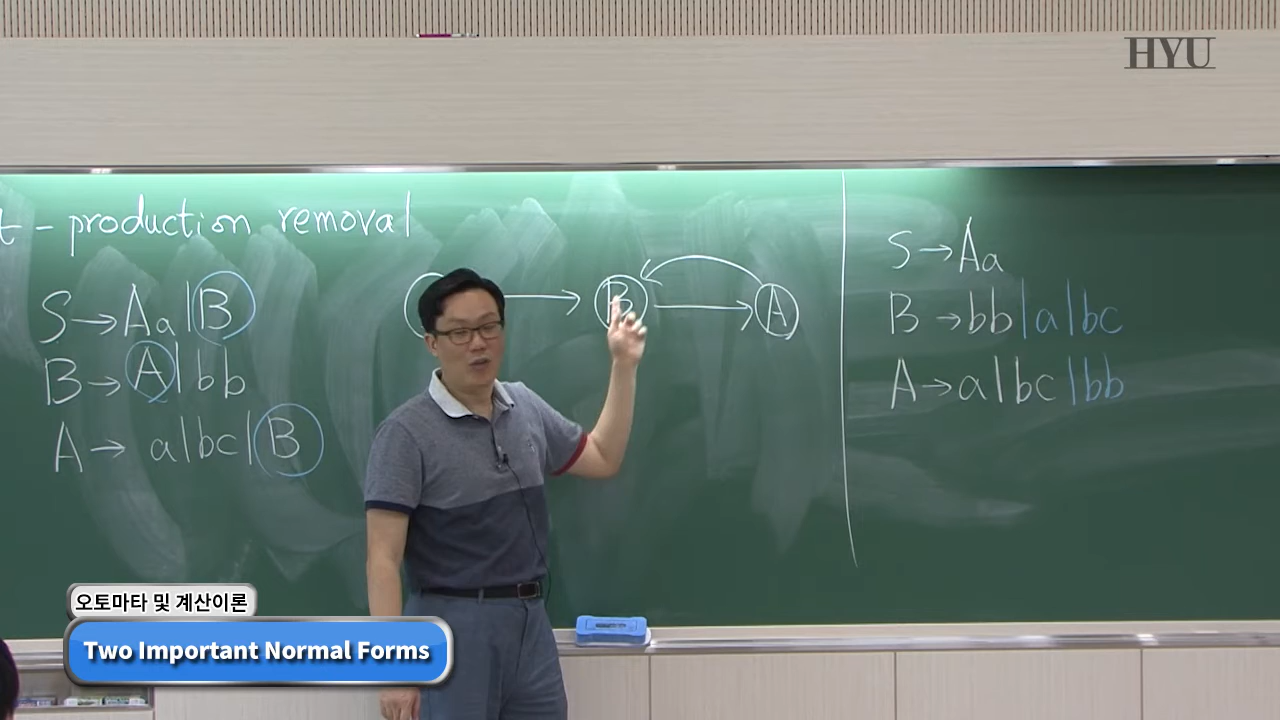 HYU
t - production removal
S → Aa | B
B → A | bb
A → a | bc | B
B
A
S → Aa
B → bb | a | bc
A → a | bc | bb
오토마타 및 계산이론
Two Important Normal Forms